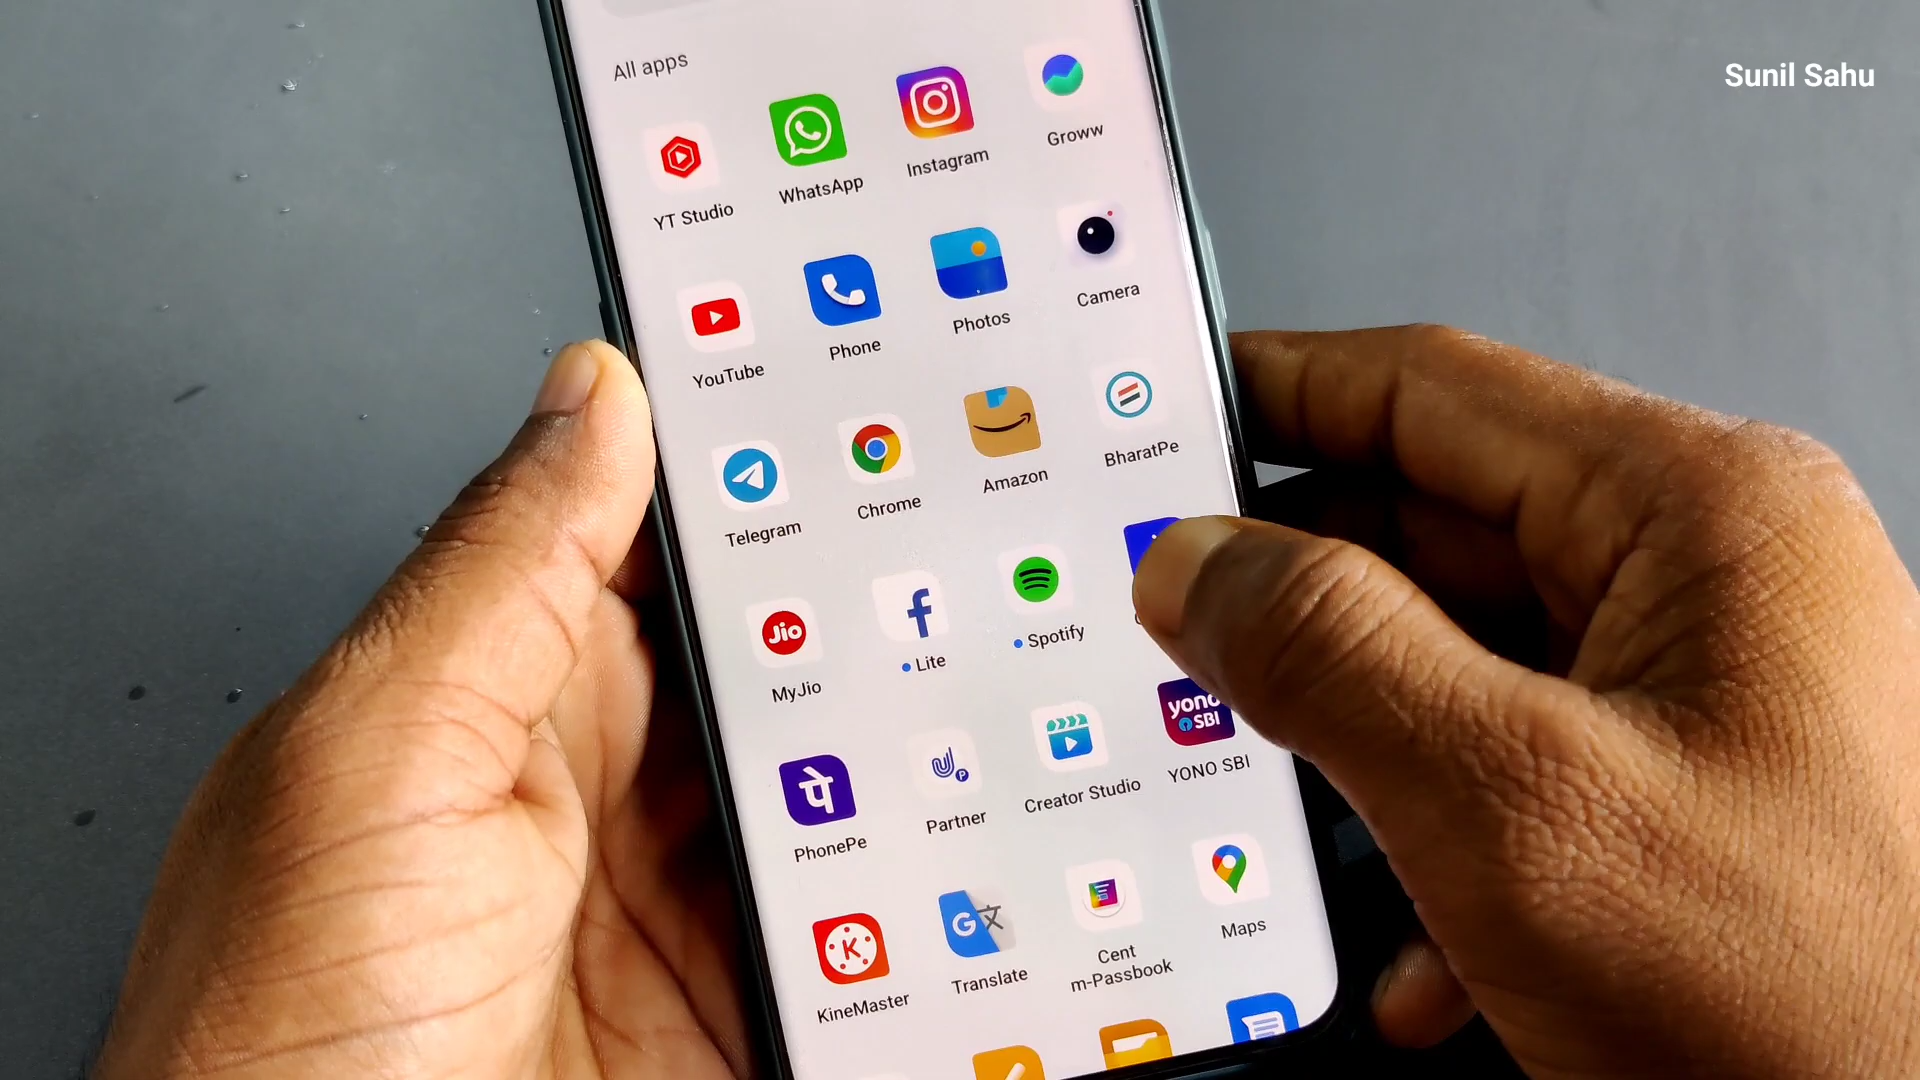 Sunil Sahu
All apps
YT Studio
WhatsApp
Instagram
Groww
YouTube
Phone
Photos
Camera
Telegram
Chrome
Amazon
BharatPe
Jio
MyJio
Lite
Spotify
yono
SBI
पे
PhonePe
Partner
Creator Studio
YONO SBI
K
KineMaster
G 文
Translate
Cent
m-Passbook
Maps